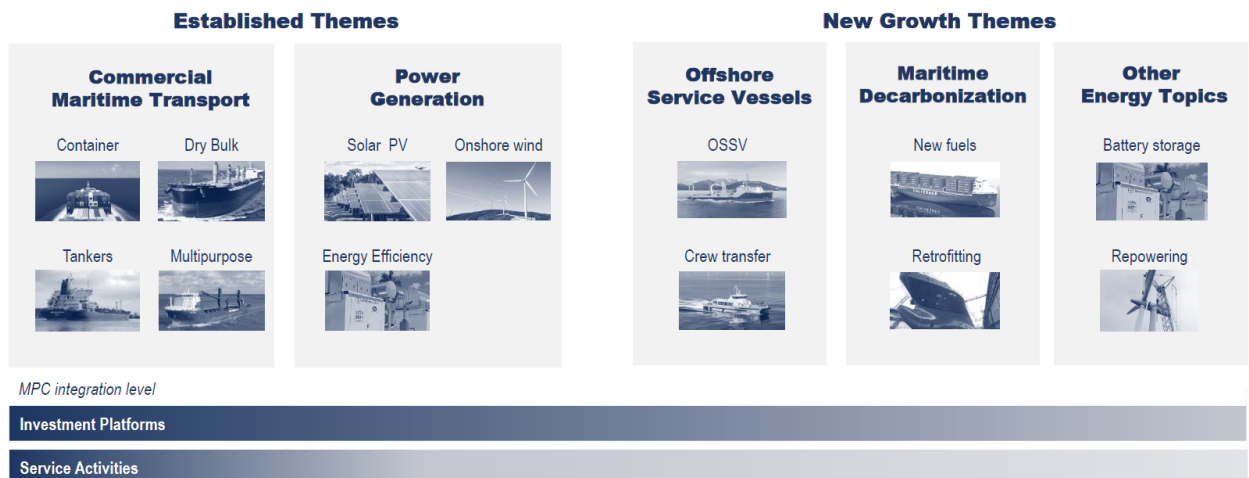 Established Themes
New Growth Themes
Commercial
Maritime Transport
Container
Dry Bulk
Tankers
Multipurpose
Power
Generation
Solar PV
Onshore wind
Energy Efficiency
Offshore
Service Vessels
OSSV
Crew transfer
Maritime
Decarbonization
New fuels
Retrofitting
Other
Energy Topics
Battery storage
Repowering
MPC integration level
Investment Platforms
Service Activities